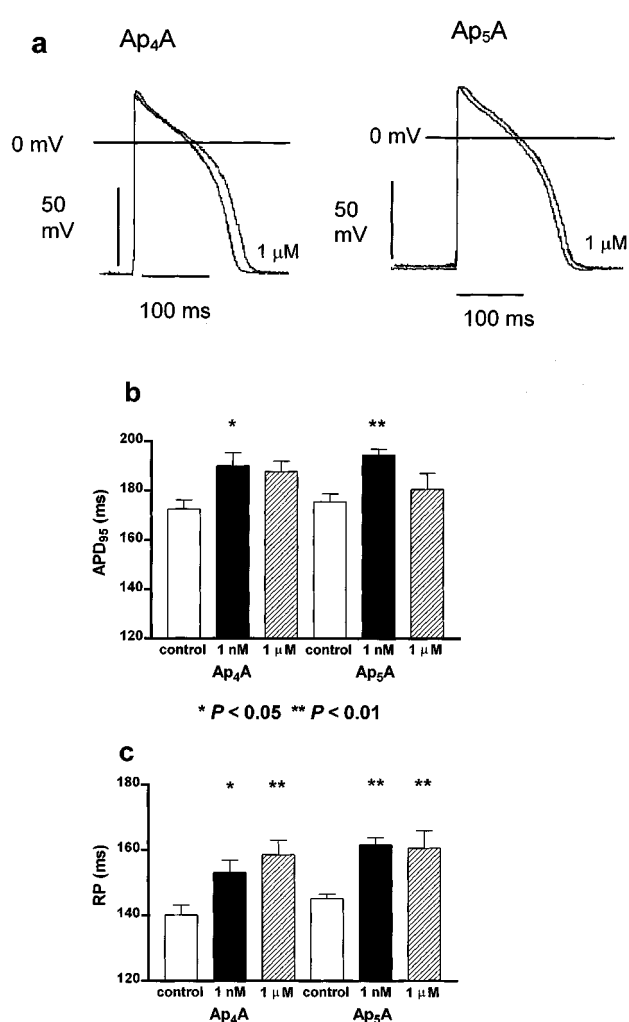 a
Ap₄A
Ap₅A
0 mV
0 mV
50
mV
50
mV
1 μM
1 μM
100 ms
100 ms
b
* **
200
180
160
140
120
APD₉₅ (ms)
control 1 nM 1 μM control 1 nM 1 μM
Ap₄A Ap₅A
* P < 0.05 ** P < 0.01
c
* ** ** **
180
160
140
120
RP (ms)
control 1 nM 1 μM control 1 nM 1 μM
Ap₄A Ap₅A